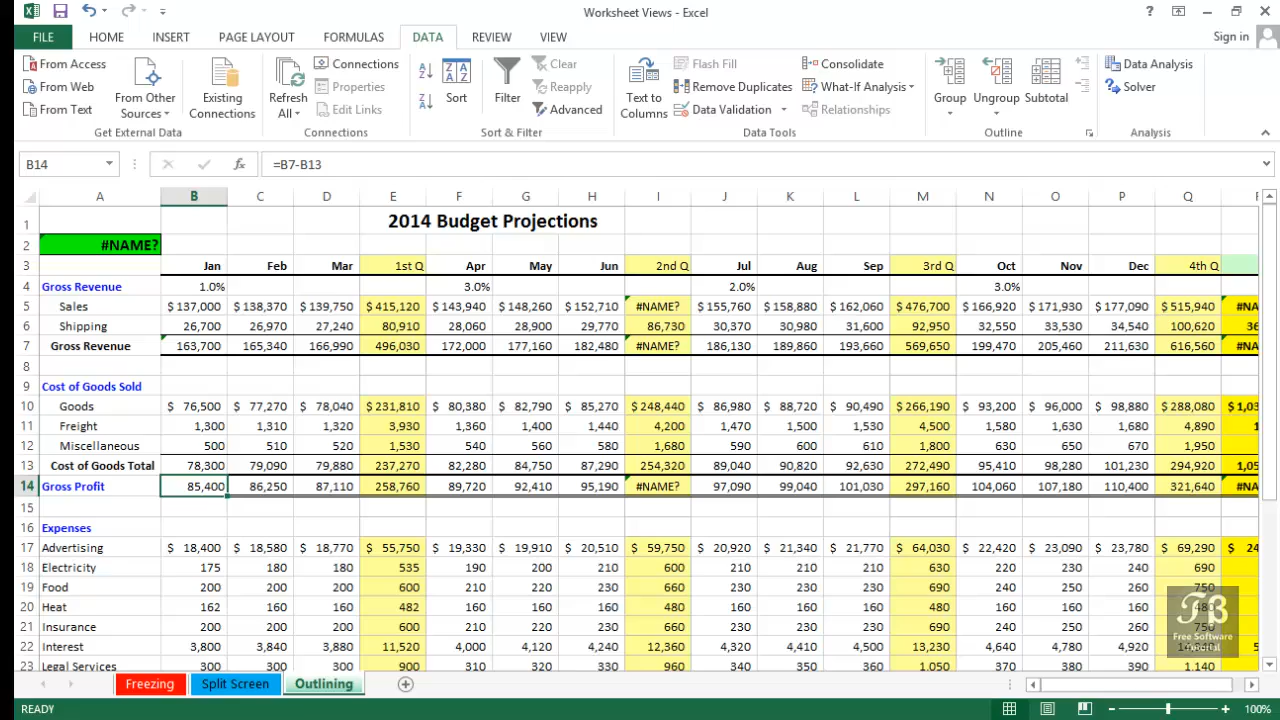 Worksheet Views - Excel
?
Sign in
FILE HOME INSERT PAGE LAYOUT FORMULAS DATA REVIEW VIEW
From Access
From Web
From Text
From Other Sources
Existing Connections
Get External Data
Refresh All
Connections
Properties
Edit Links
Connections
Sort
Filter
Clear
Reapply
Advanced
Sort & Filter
Text to Columns
Flash Fill
Remove Duplicates
Data Validation
Consolidate
What-If Analysis
Relationships
Data Tools
Group
Ungroup
Subtotal
Outline
Data Analysis
Solver
Analysis
B14 fx =B7-B13
A B C D E F G H I J K L M N O P Q
1 2014 Budget Projections
2 #NAME?
3 Jan Feb Mar 1st Q Apr May Jun 2nd Q Jul Aug Sep 3rd Q Oct Nov Dec 4th Q
4 Gross Revenue 1.0% 3.0% 2.0% 3.0%
5 Sales $137,000 $138,370 $139,750 $415,120 $143,940 $148,260 $152,710 #NAME? $155,760 $158,880 $162,060 $476,700 $166,920 $171,930 $177,090 $515,940 #NA
6 Shipping 26,700 26,970 27,240 80,910 28,060 28,900 29,770 86,730 30,370 30,980 31,600 92,950 32,550 33,530 34,540 100,620 36
7 Gross Revenue 163,700 165,340 166,990 496,030 172,000 177,160 182,480 #NAME? 186,130 189,860 193,660 569,650 199,470 205,460 211,630 616,560 #NA
8
9 Cost of Goods Sold
10 Goods $ 76,500 $ 77,270 $ 78,040 $231,810 $ 80,380 $ 82,790 $ 85,270 $248,440 $ 86,980 $ 88,720 $ 90,490 $266,190 $ 93,200 $ 96,000 $ 98,880 $288,080 $1,03
11 Freight 1,300 1,310 1,320 3,930 1,360 1,400 1,440 4,200 1,470 1,500 1,530 4,500 1,580 1,630 1,680 4,890 1
12 Miscellaneous 500 510 520 1,530 540 560 580 1,680 590 600 610 1,800 630 650 670 1,950
13 Cost of Goods Total 78,300 79,090 79,880 237,270 82,280 84,750 87,290 254,320 89,040 90,820 92,630 272,490 95,410 98,280 101,230 294,920 1,05
14 Gross Profit 85,400 86,250 87,110 258,760 89,720 92,410 95,190 #NAME? 97,090 99,040 101,030 297,160 104,060 107,180 110,400 321,640 #NA
15
16 Expenses
17 Advertising $ 18,400 $ 18,580 $ 18,770 $ 55,750 $ 19,330 $ 19,910 $ 20,510 $ 59,750 $ 20,920 $ 21,340 $ 21,770 $ 64,030 $ 22,420 $ 23,090 $ 23,780 $ 69,290 $ 24
18 Electricity 175 180 180 535 190 200 210 600 210 210 210 630 220 230 240 690
19 Food 200 200 200 600 210 220 230 660 230 230 230 690 240 250 260 750
20 Heat 162 160 160 482 160 160 160 480 160 160 160 480 160 160 160 480
21 Insurance 200 200 200 600 210 220 230 660 230 230 230 690 240 250 260 750
22 Interest 3,800 3,840 3,880 11,520 4,000 4,120 4,240 12,360 4,320 4,410 4,500 13,230 4,640 4,780 4,920
23 Legal Services 300 300 300 900 310 320 330 960 340 350 360 1,050 370 380 390 1,140
TB
Free Software
Tutorial
Freezing Split Screen Outlining
READY 100%